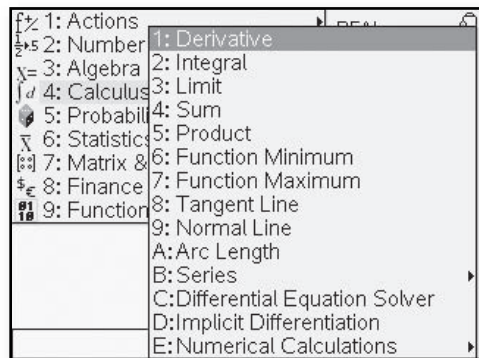 1: Actions
2: Number
3: Algebra
4: Calculus
5: Probabili
6: Statistics
7: Matrix &
8: Finance
9: Function
1: Derivative
2: Integral
3: Limit
4: Sum
5: Product
6: Function Minimum
7: Function Maximum
8: Tangent Line
9: Normal Line
A: Arc Length
B: Series
C: Differential Equation Solver
D: Implicit Differentiation
E: Numerical Calculations